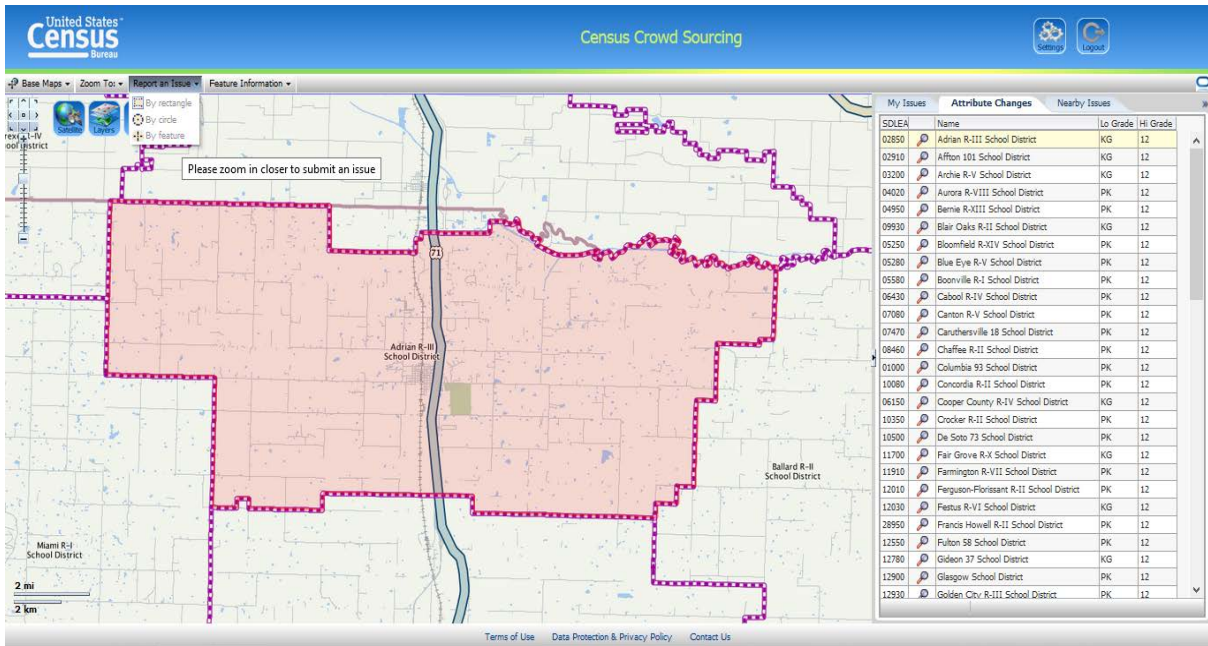 United States™
Census
Bureau
Census Crowd Sourcing
Settings
Logout
Base Maps
Zoom To:
Report an Issue
Feature Information
By rectangle
By circle
By feature
Satellite
Layers
Please zoom in closer to submit an issue
71
Adrian R-III
School District
Ballard R-II
School District
Miami R-I
School District
2 mi
2 km
My Issues Attribute Changes Nearby Issues
SDLEA Name Lo Grade Hi Grade
02850 Adrian R-III School District KG 12
02910 Affton 101 School District KG 12
03200 Archie R-V School District KG 12
04020 Aurora R-VIII School District PK 12
04950 Bernie R-XIII School District PK 12
09930 Blair Oaks R-II School District KG 12
05250 Bloomfield R-XIV School District PK 12
05280 Blue Eye R-V School District PK 12
05580 Boonville R-I School District PK 12
06430 Cabool R-IV School District PK 12
07080 Canton R-V School District PK 12
07470 Caruthersville 18 School District PK 12
08460 Chaffee R-II School District PK 12
01000 Columbia 93 School District PK 12
10080 Concordia R-II School District PK 12
06150 Cooper County R-IV School District KG 12
10350 Crocker R-II School District PK 12
10500 De Soto 73 School District PK 12
11700 Fair Grove R-X School District KG 12
11910 Farmington R-VII School District PK 12
12010 Ferguson-Florissant R-II School District PK 12
12030 Festus R-VI School District KG 12
28950 Francis Howell R-II School District PK 12
12550 Fulton 58 School District PK 12
12780 Gideon 37 School District KG 12
12900 Glasgow School District PK 12
12930 Golden City R-III School District PK 12
Terms of Use Data Protection & Privacy Policy Contact Us